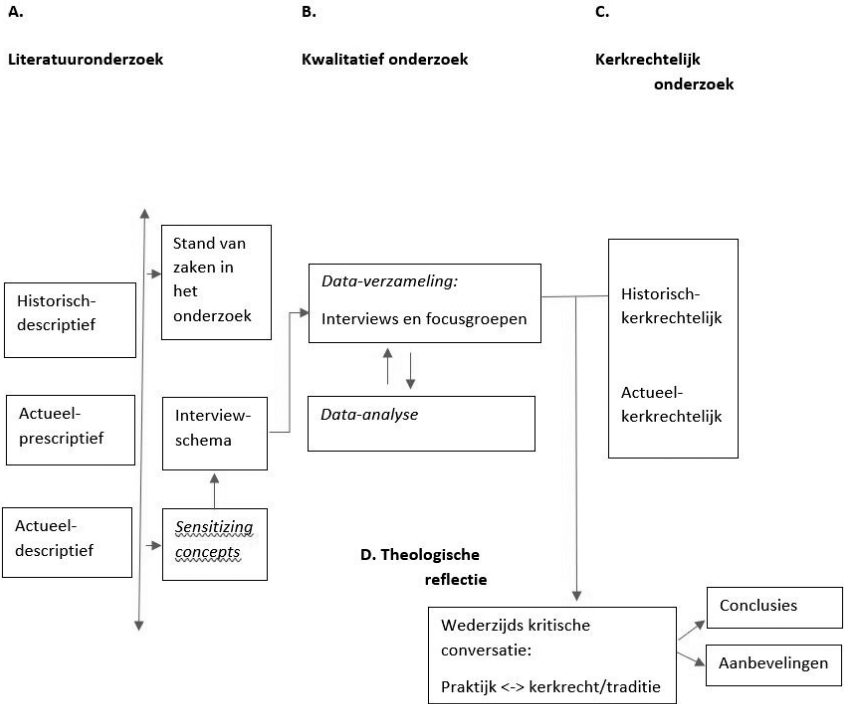 A.
Literatuuronderzoek
Historisch-
descriptief
Actueel-
prescriptief
Actueel-
descriptief
Stand van
zaken in
het
onderzoek
Interview-
schema
Sensitizing
concepts
B.
Kwalitatief onderzoek
Data-verzameling:
Interviews en focusgroepen
Data-analyse
C.
Kerkrechtelijk
onderzoek
Historisch-
kerkrechtelijk
Actueel-
kerkrechtelijk
D. Theologische
reflectie
Wederzijds kritische
conversatie:
Praktijk <-> kerkrecht/traditie
Conclusies
Aanbevelingen